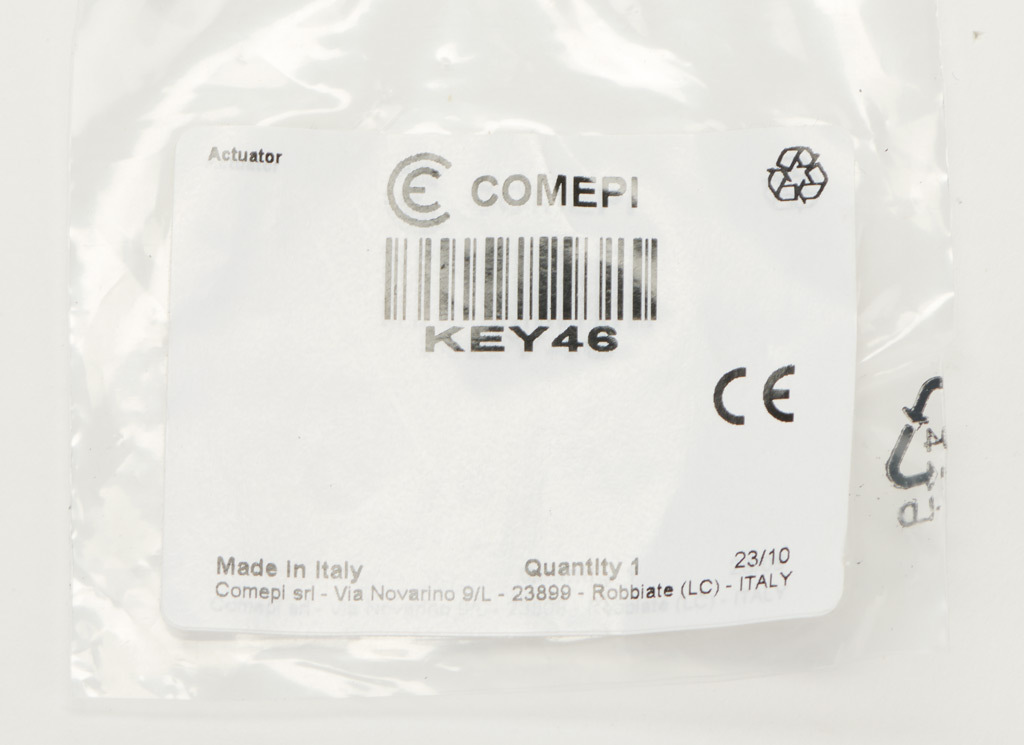 Actuator
COMEPI
KEY46
CE
Made in Italy
Quantity 1
23/10
Comepi srl - Via Novarino 9/L - 23899 - Robbiate (LC) - ITALY